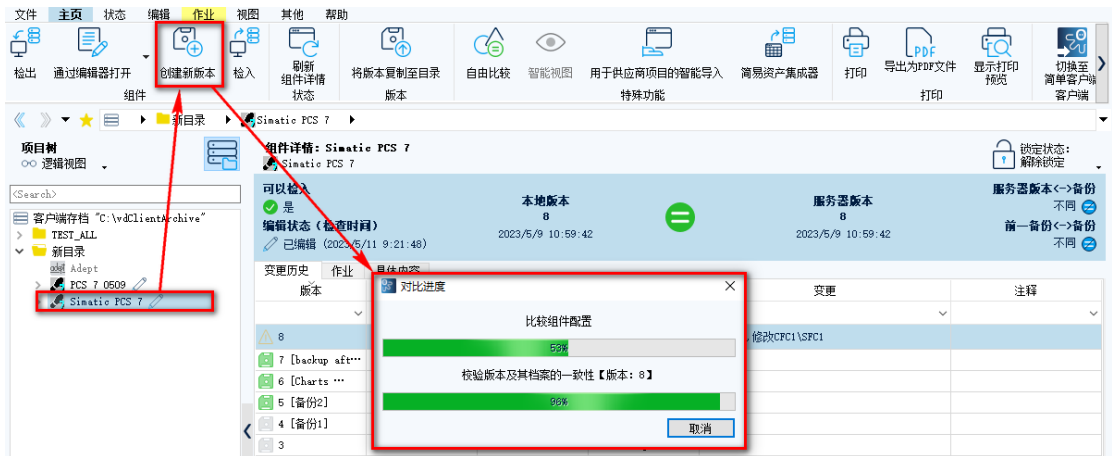 文件 主页 状态 编辑 作业 视图 其他 帮助
检出 通过编辑器打开 创建新版本 检入 刷新组件详情 将版本复制至目录 自由比较 智能视图 用于供应商项目的智能导入 简易资产集成器 打印 导出为PDF文件 显示打印预览 切换至简单客户端
组件 状态 版本 特殊功能 打印 客户端
新目录 Simatic PCS 7
项目树
逻辑视图
<Search>
客户端存档 "C:\vdClientArchive"
TEST_ALL
新目录
Adept
PCS 7 0509
Simatic PCS 7
组件详情: Simatic PCS 7
Simatic PCS 7
锁定状态:
解除锁定
可以检入
是
编辑状态 (检查时间)
已编辑 (2023/5/11 9:21:48)
本地版本
8
2023/5/9 10:59:42
服务器版本
8
2023/5/9 10:59:42
服务器版本<->备份
不同
前一备份<->备份
不同
变更历史 作业 具体内容
版本 变更 注释
8 修改CFC1\SFC1
7 [backup aft…
6 [Charts …
5 [备份2]
4 [备份1]
3
对比进度
比较组件配置
53%
校验版本及其档案的一致性【版本: 8】
96%
取消